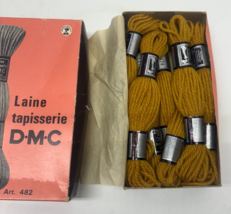 Laine
tapisserie
D·M·C
Art. 482